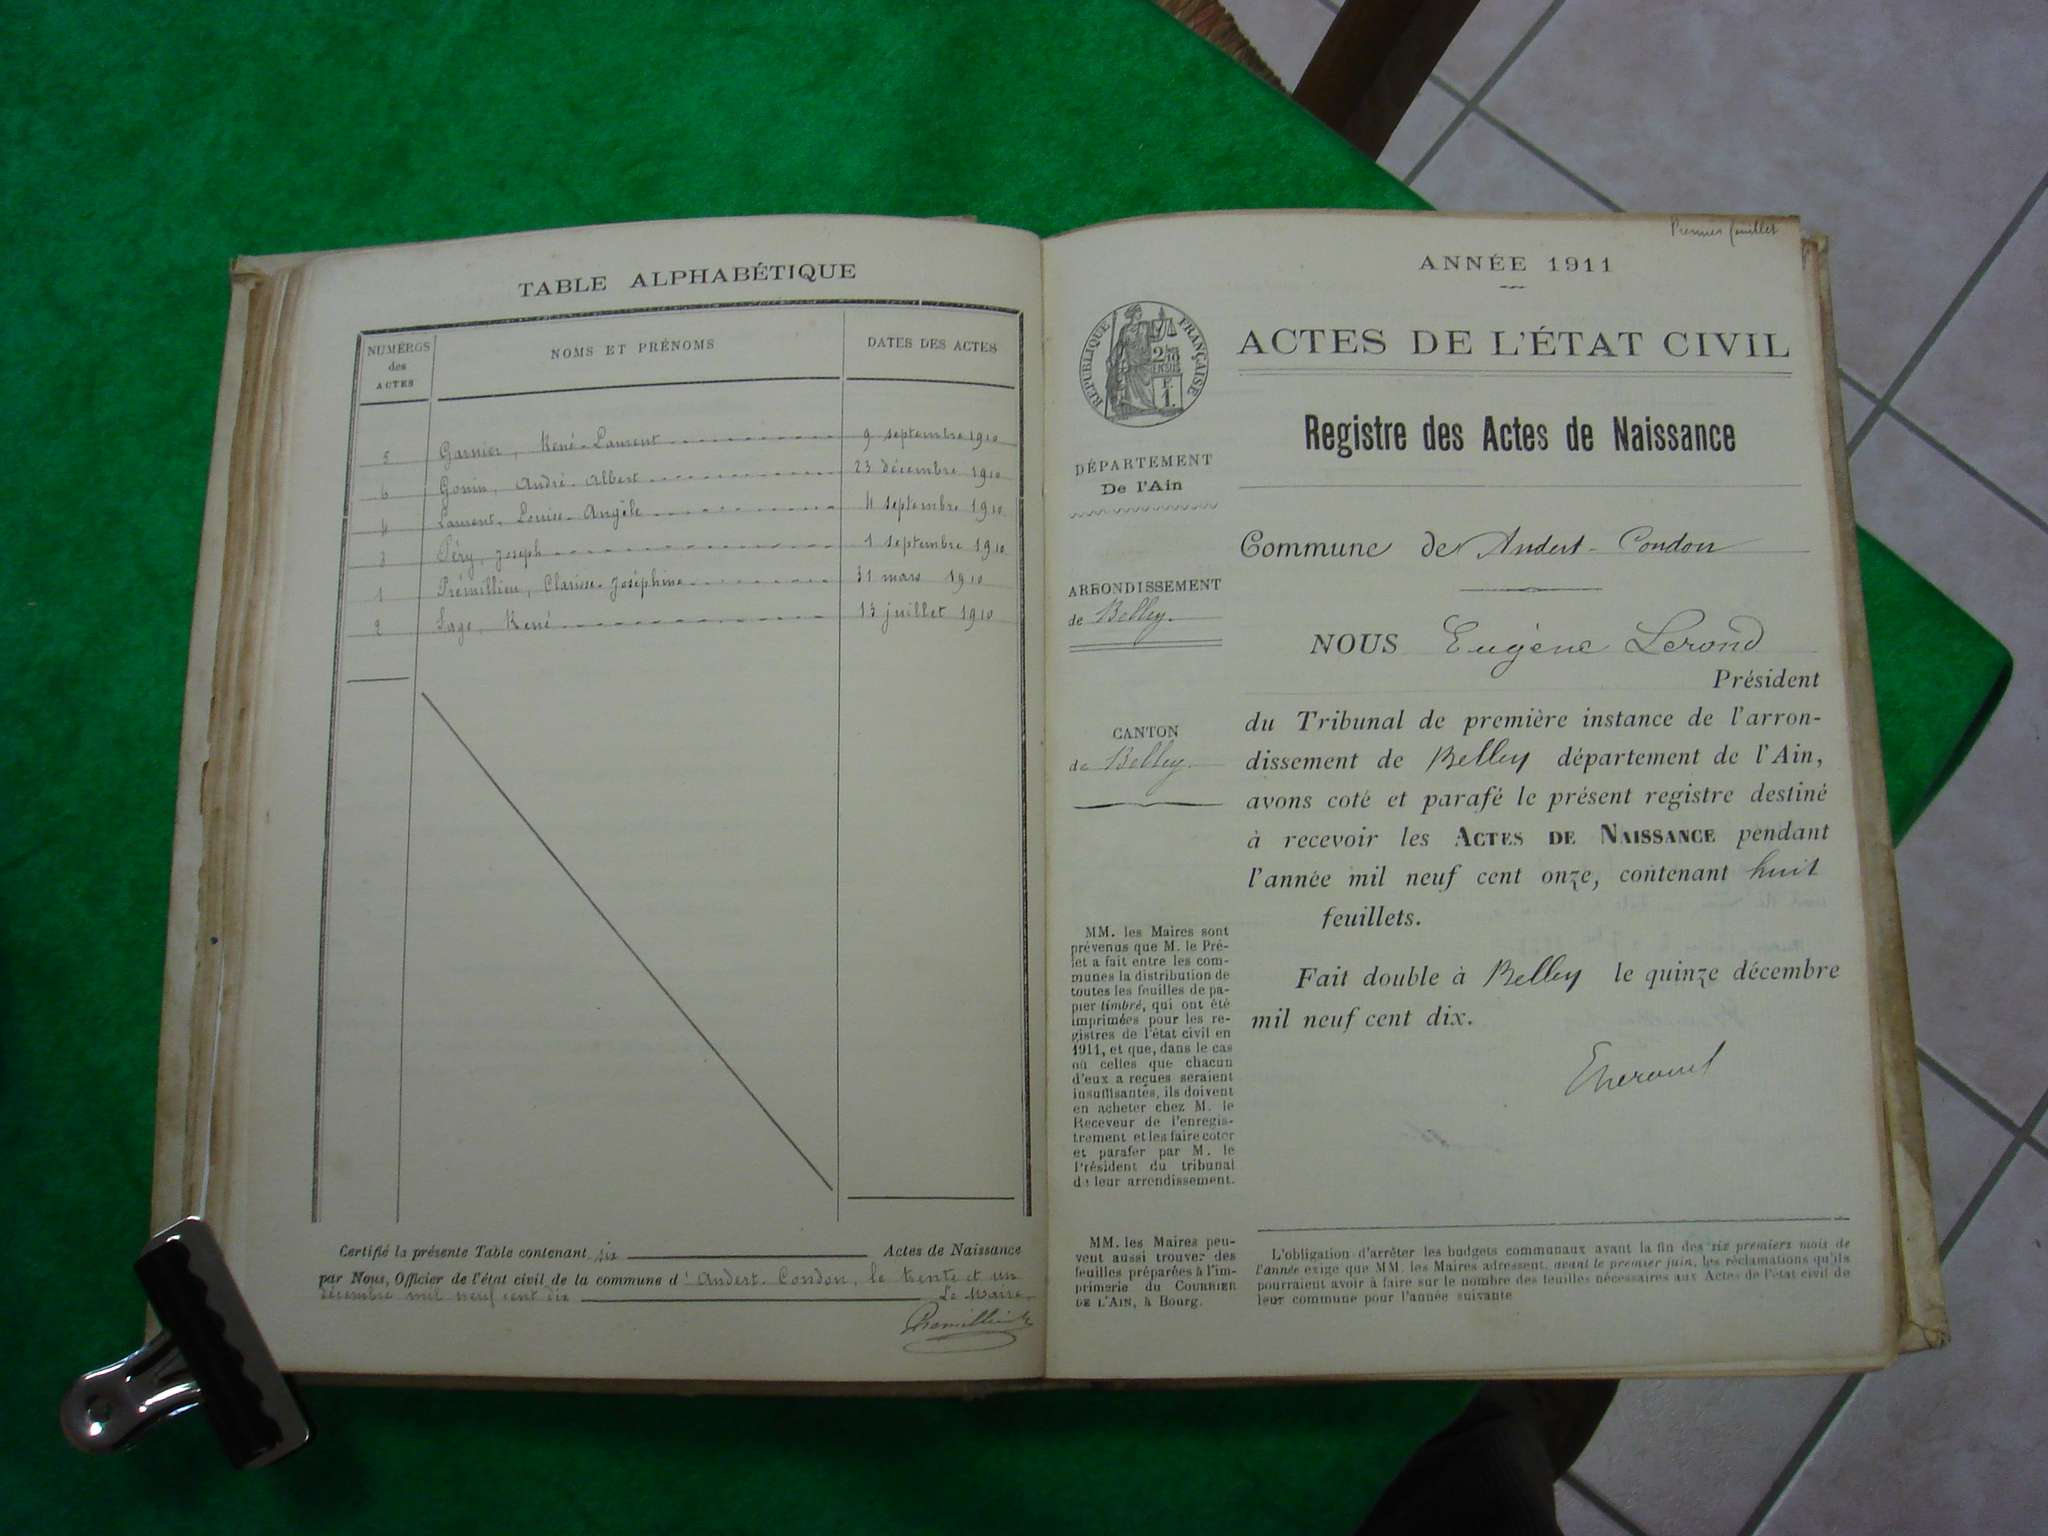 TABLE ALPHABÉTIQUE
NUMÉROS
des
ACTES
NOMS ET PRÉNOMS
DATES DES ACTES
5 Garnier, René-Laurent 9 septembre 1910
6 Gonin, André-Albert 23 décembre 1910
4 Laurent, Louise-Angèle 4 septembre 1910
3 Péry, Joseph 1 septembre 1910
1 Prémillieu, Clarisse-Joséphine 31 mars 1910
2 Sage, René 13 juillet 1910
Certifié la présente Table contenant six Actes de Naissance
par Nous, Officier de l'état civil de la commune d'Andert-Condon, le trente et un
décembre mil neuf cent dix Le Maire
Premier feuillet
ANNÉE 1911
RÉPUBLIQUE FRANÇAISE
ACTES DE L'ÉTAT CIVIL
Registre des Actes de Naissance
DÉPARTEMENT
De l'Ain
Commune de Andert-Condon
ARRONDISSEMENT
de Belley
NOUS Eugène Lerond
Président
CANTON
de Belley
du Tribunal de première instance de l'arron-
dissement de Belley département de l'Ain,
avons coté et parafé le présent registre destiné
à recevoir les ACTES DE NAISSANCE pendant
l'année mil neuf cent onze, contenant huit
feuillets.
Fait double à Belley le quinze décembre
mil neuf cent dix.
MM. les Maires sont
prévenus que M. le Pré-
fet a fait entre les com-
munes la distribution de
toutes les feuilles de pa-
pier timbré, qui ont été
imprimées pour les re-
gistres de l'état civil en
1911, et que, dans le cas
où celles que chacun
d'eux a reçues seraient
insuffisantes, ils doivent
en acheter chez M. le
Receveur de l'enregis-
trement et les faire coter
et parafer par M. le
Président du tribunal
de leur arrondissement.
MM. les Maires peu-
vent aussi trouver des
feuilles préparées à l'im-
primerie du COURRIER
DE L'AIN, à Bourg.
L'obligation d'arrêter les budgets communaux avant la fin des six premiers mois de
l'année exige que MM. les Maires adressent, avant le premier juin, les réclamations qu'ils
pourraient avoir à faire sur le nombre des feuilles nécessaires aux Actes de l'état civil de
leur commune pour l'année suivante